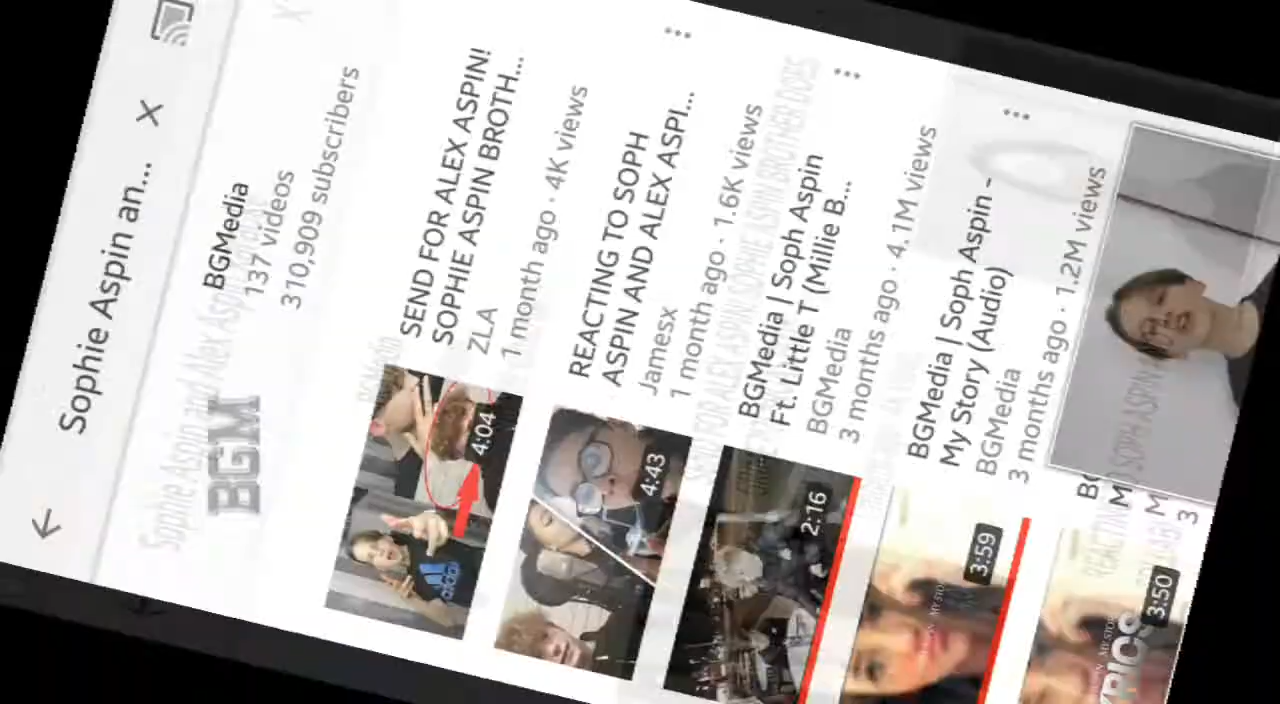 Sophie Aspin an...
BGM
BGMedia
137 videos
310,909 subscribers
SEND FOR ALEX ASPIN!
SOPHIE ASPIN BROTH...
ZLA
1 month ago · 4K views
4:04
adidas
REACTING TO SOPH
ASPIN AND ALEX ASPI...
Jamesx
1 month ago · 1.6K views
4:43
BGMedia | Soph Aspin
Ft. Little T (Millie B...
BGMedia
3 months ago · 4.1M views
2:16
BGMedia | Soph Aspin -
My Story (Audio)
BGMedia
3 months ago · 1.2M views
3:59
3:50